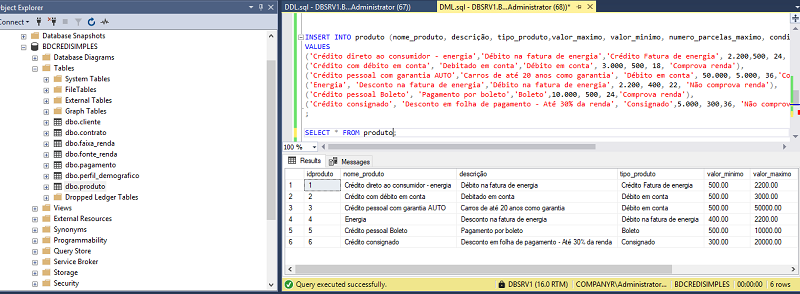 Object Explorer
DDL.sql - DBSRV1.B...Administrator (67))
DML.sql - DBSRV1.B...Administrator (68))*
Connect
Database Snapshots
BDCREDISIMPLES
Database Diagrams
Tables
System Tables
FileTables
External Tables
Graph Tables
dbo.cliente
dbo.contrato
dbo.faixa_renda
dbo.fonte_renda
dbo.pagamento
dbo.perfil_demografico
dbo.produto
Dropped Ledger Tables
Views
External Resources
Synonyms
Programmability
Query Store
Service Broker
Storage
Security
INSERT INTO produto (nome_produto, descrição, tipo_produto,valor_maximo, valor_minimo, numero_parcelas_maximo, condi
VALUES
('Crédito direto ao consumidor - energia','Débito na fatura de energia','Crédito Fatura de energia', 2.200,500, 24,
('Crédito com débito em conta', 'Debitado em conta','Débito em conta', 3.000, 500, 18, 'Comprova renda'),
('Crédito pessoal com garantia AUTO','Carros de até 20 anos como garantia', 'Débito em conta', 50.000, 5.000, 36,'Co
('Energia', 'Desconto na fatura de energia','Débito na fatura de energia', 2.200, 400, 22, 'Não comprova renda'),
('Crédito pessoal Boleto', 'Pagamento por boleto','Boleto',10.000, 500, 24,'Comprova renda'),
('Crédito consignado', 'Desconto em folha de pagamento - Até 30% da renda', 'Consignado',5.000, 300,36, 'Não comprov
;
SELECT * FROM produto;
100 %
Results Messages
idproduto nome_produto descrição tipo_produto valor_minimo valor_maximo
1 1 Crédito direto ao consumidor - energia Débito na fatura de energia Crédito Fatura de energia 500.00 2200.00
2 2 Crédito com débito em conta Debitado em conta Débito em conta 500.00 3000.00
3 3 Crédito pessoal com garantia AUTO Carros de até 20 anos como garantia Débito em conta 500.00 50000.00
4 4 Energia Desconto na fatura de energia Débito na fatura de energia 400.00 2200.00
5 5 Crédito pessoal Boleto Pagamento por boleto Boleto 500.00 10000.00
6 6 Crédito consignado Desconto em folha de pagamento - Até 30% da renda Consignado 300.00 20000.00
Query executed successfully. DBSRV1 (16.0 RTM) COMPANYR\Administrator... BDCREDISIMPLES 00:00:00 6 rows